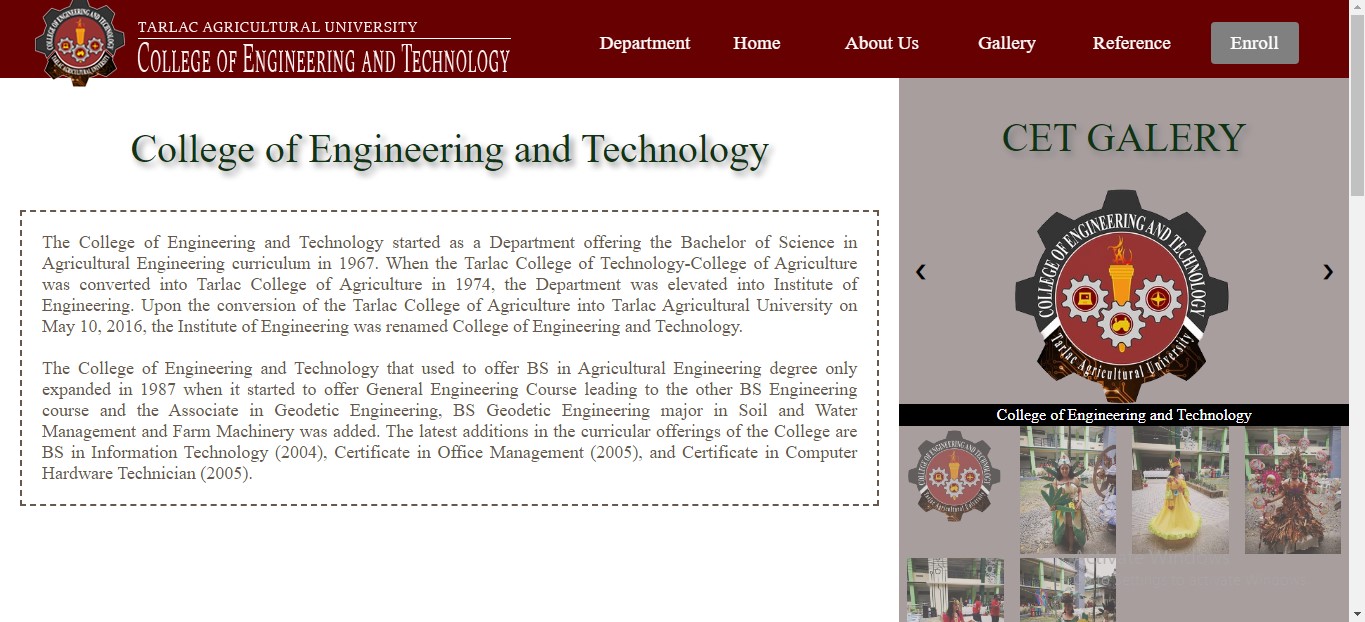 TARLAC AGRICULTURAL UNIVERSITY
COLLEGE OF ENGINEERING AND TECHNOLOGY
Department Home About Us Gallery Reference Enroll
College of Engineering and Technology
The College of Engineering and Technology started as a Department offering the Bachelor of Science in
Agricultural Engineering curriculum in 1967. When the Tarlac College of Technology-College of Agriculture
was converted into Tarlac College of Agriculture in 1974, the Department was elevated into Institute of
Engineering. Upon the conversion of the Tarlac College of Agriculture into Tarlac Agricultural University on
May 10, 2016, the Institute of Engineering was renamed College of Engineering and Technology.
The College of Engineering and Technology that used to offer BS in Agricultural Engineering degree only
expanded in 1987 when it started to offer General Engineering Course leading to the other BS Engineering
course and the Associate in Geodetic Engineering, BS Geodetic Engineering major in Soil and Water
Management and Farm Machinery was added. The latest additions in the curricular offerings of the College are
BS in Information Technology (2004), Certificate in Office Management (2005), and Certificate in Computer
Hardware Technician (2005).
CET GALERY
COLLEGE OF ENGINEERING AND TECHNOLOGY
Tarlac Agricultural University
College of Engineering and Technology
COLLEGE OF ENGINEERING AND TECHNOLOGY
Tarlac Agricultural University